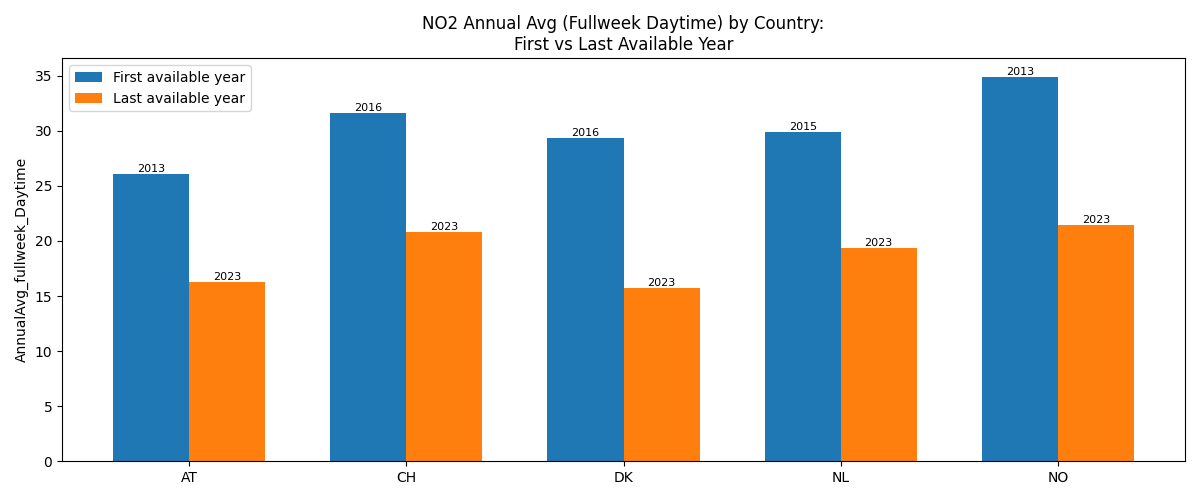 NO2 Annual Avg (Fullweek Daytime) by Country:
First vs Last Available Year
First available year
Last available year
AnnualAvg_fullweek_Daytime
35
30
25
20
15
10
5
0
2013
2023
2016
2023
2016
2023
2015
2023
2013
2023
AT
CH
DK
NL
NO